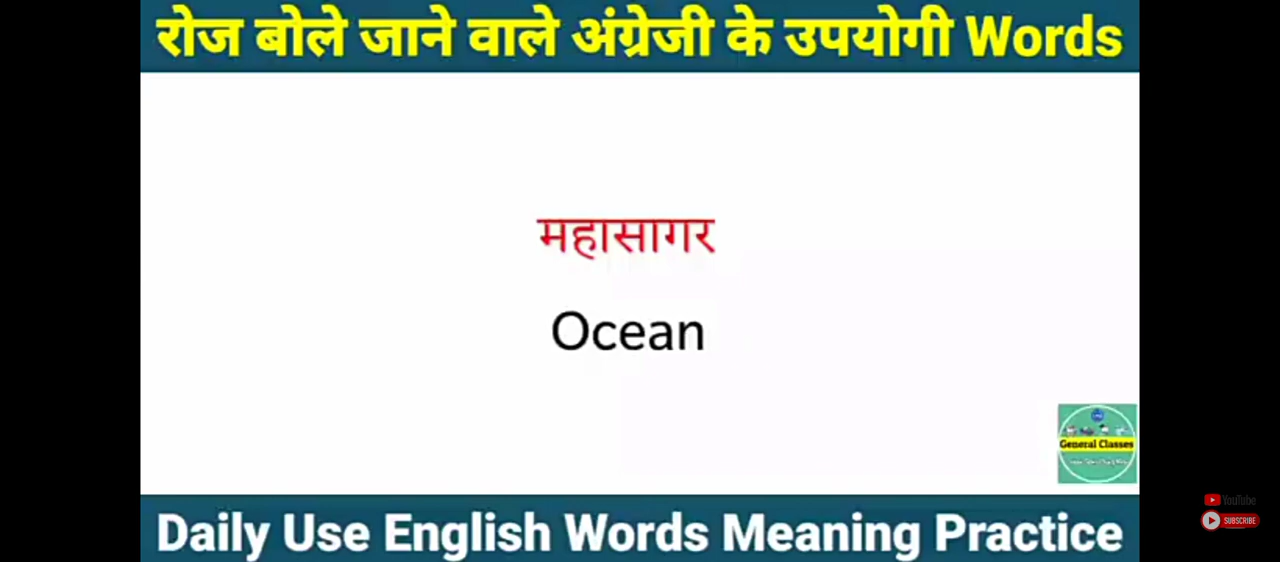 रोज बोले जाने वाले अंग्रेजी के उपयोगी Words
महासागर
Ocean
General Classes
Daily Use English Words Meaning Practice
YouTube
SUBSCRIBE